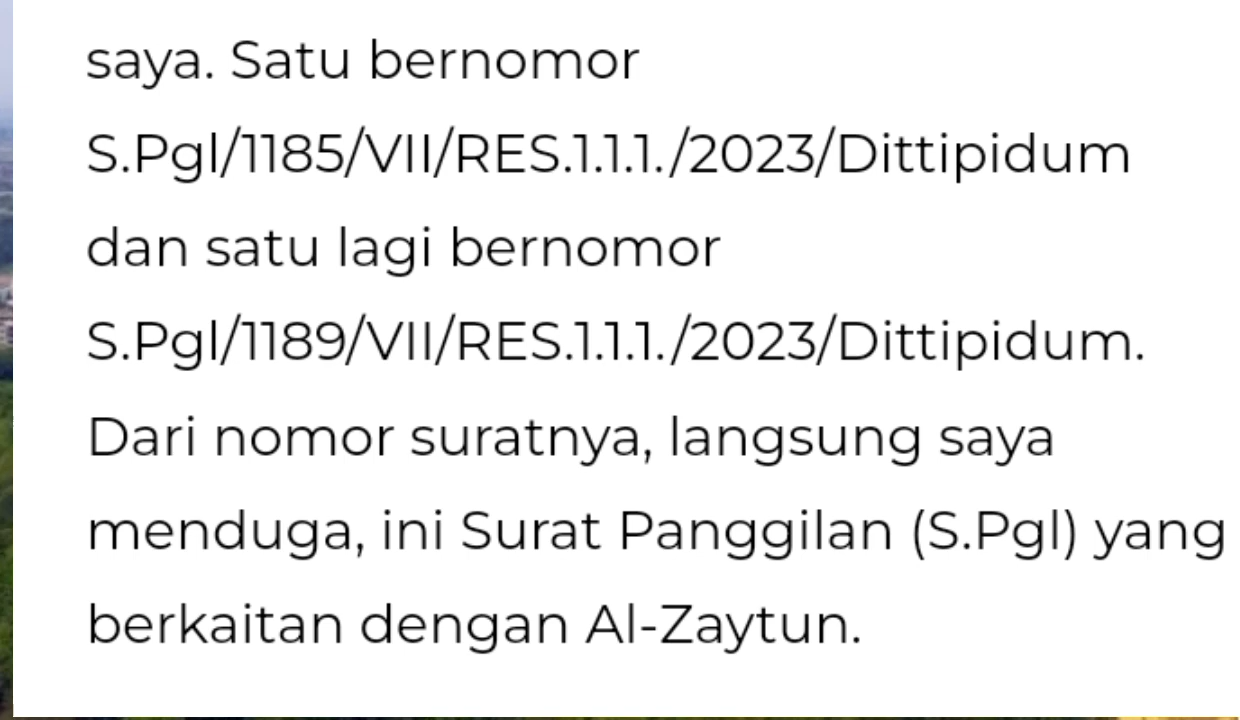 saya. Satu bernomor
S.Pgl/1185/VII/RES.1.1.1./2023/Dittipidum
dan satu lagi bernomor
S.Pgl/1189/VII/RES.1.1.1./2023/Dittipidum.
Dari nomor suratnya, langsung saya
menduga, ini Surat Panggilan (S.Pgl) yang
berkaitan dengan Al-Zaytun.